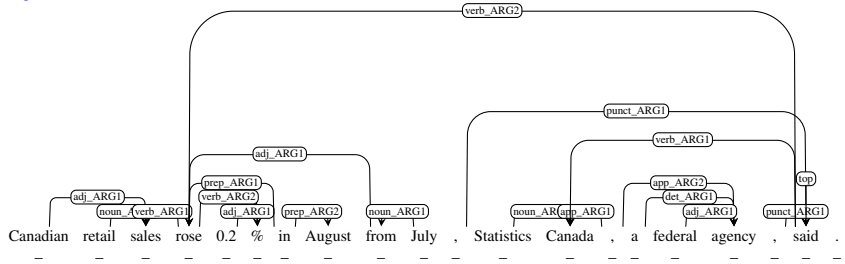 verb_ARG2
punct_ARG1
verb_ARG1
adj_ARG1
top
prep_ARG1 app_ARG2
adj_ARG1 verb_ARG2 det_ARG1
verb_ARG1 adj_ARG1 prep_ARG2 noun_ARG1 app_ARG1 adj_ARG1 punct_ARG1
Canadian retail sales rose 0.2 % in August from July , Statistics Canada , a federal agency , said .